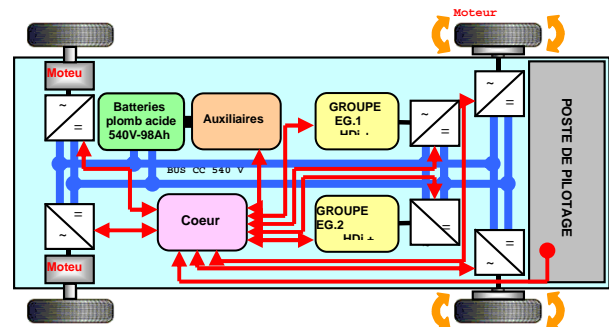 Moteur
Moteu
Batteries
plomb acide
540V-98Ah
Auxiliaires
GROUPE
EG.1
HDi +
~
=
~
=
~
=
POSTE DE PILOTAGE
BUS CC 540 V
Coeur
GROUPE
EG.2
HDi +
=
~
=
~
=
~
Moteu